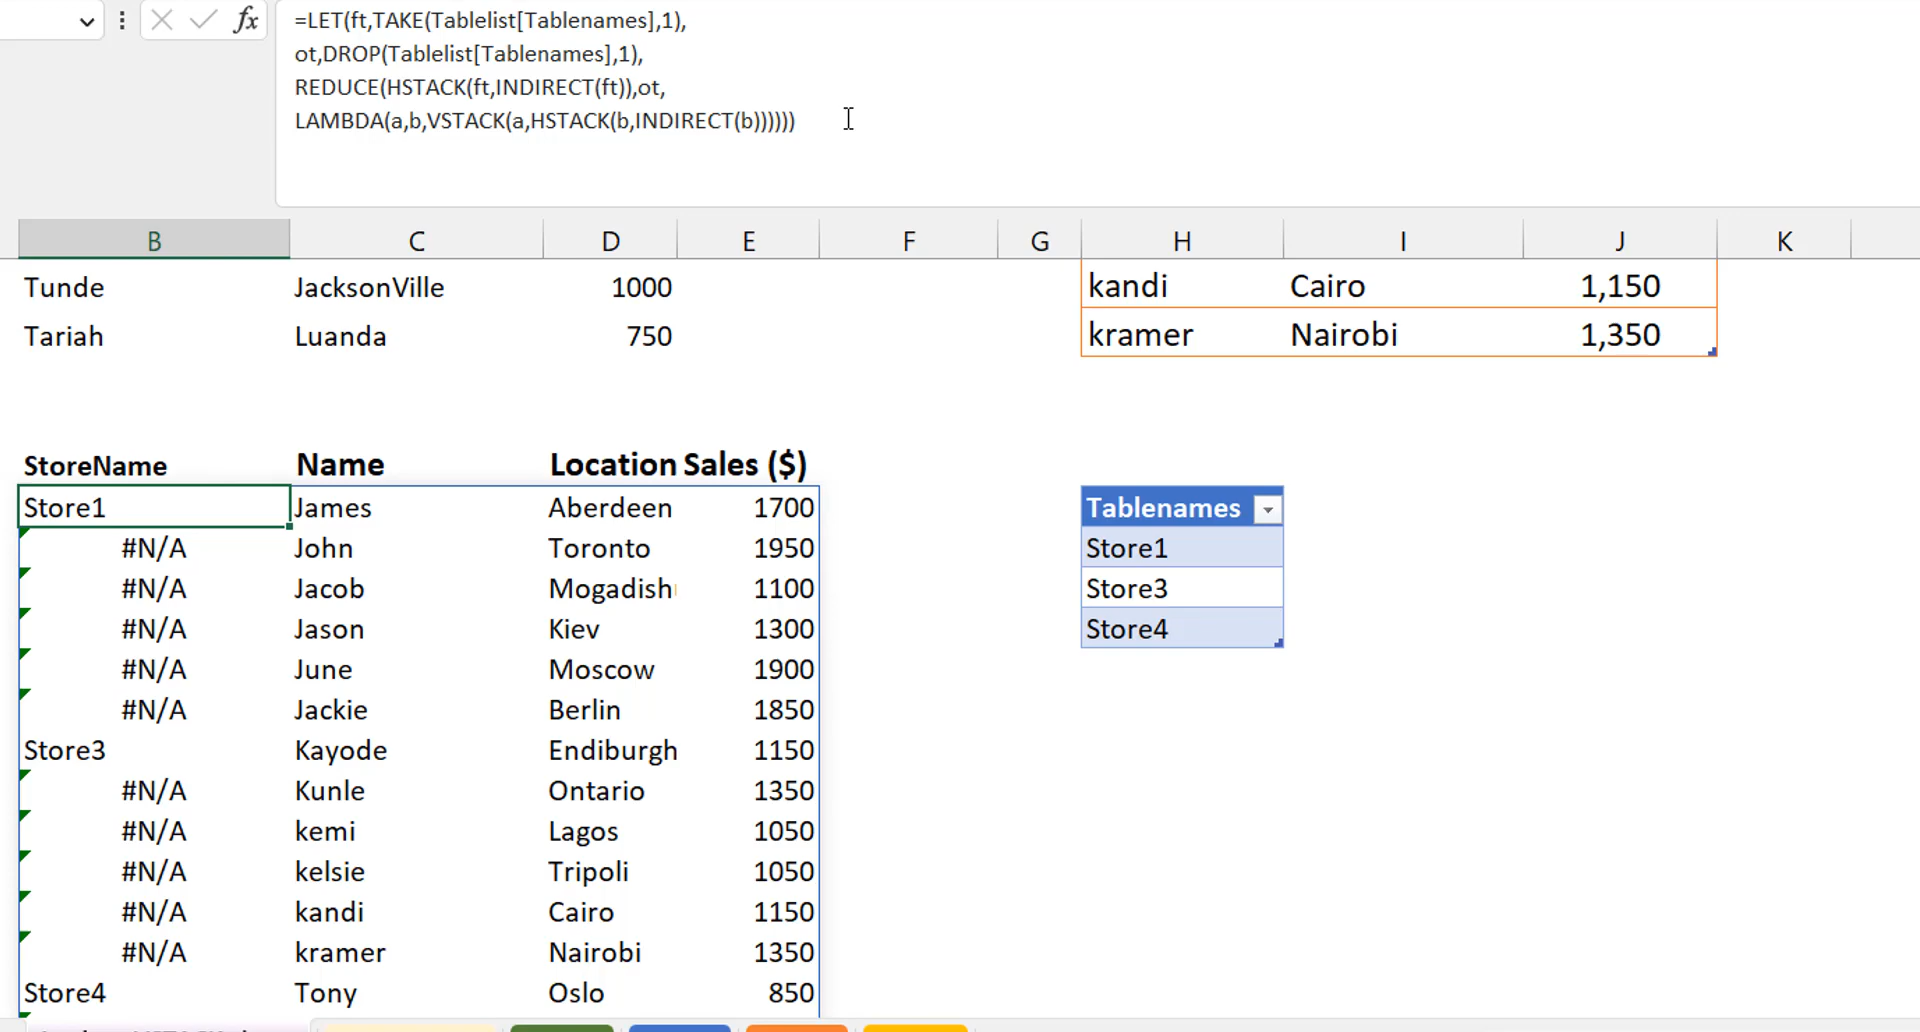 fx
=LET(ft,TAKE(Tablelist[Tablenames],1),
ot,DROP(Tablelist[Tablenames],1),
REDUCE(HSTACK(ft,INDIRECT(ft)),ot,
LAMBDA(a,b,VSTACK(a,HSTACK(b,INDIRECT(b))))))
B C D E F G H I J K
Tunde JacksonVille 1000 kandi Cairo 1,150
Tariah Luanda 750 kramer Nairobi 1,350
StoreName Name Location Sales ($)
Store1 James Aberdeen 1700 Tablenames
#N/A John Toronto 1950 Store1
#N/A Jacob Mogadish 1100 Store3
#N/A Jason Kiev 1300 Store4
#N/A June Moscow 1900
#N/A Jackie Berlin 1850
Store3 Kayode Endiburgh 1150
#N/A Kunle Ontario 1350
#N/A kemi Lagos 1050
#N/A kelsie Tripoli 1050
#N/A kandi Cairo 1150
#N/A kramer Nairobi 1350
Store4 Tony Oslo 850